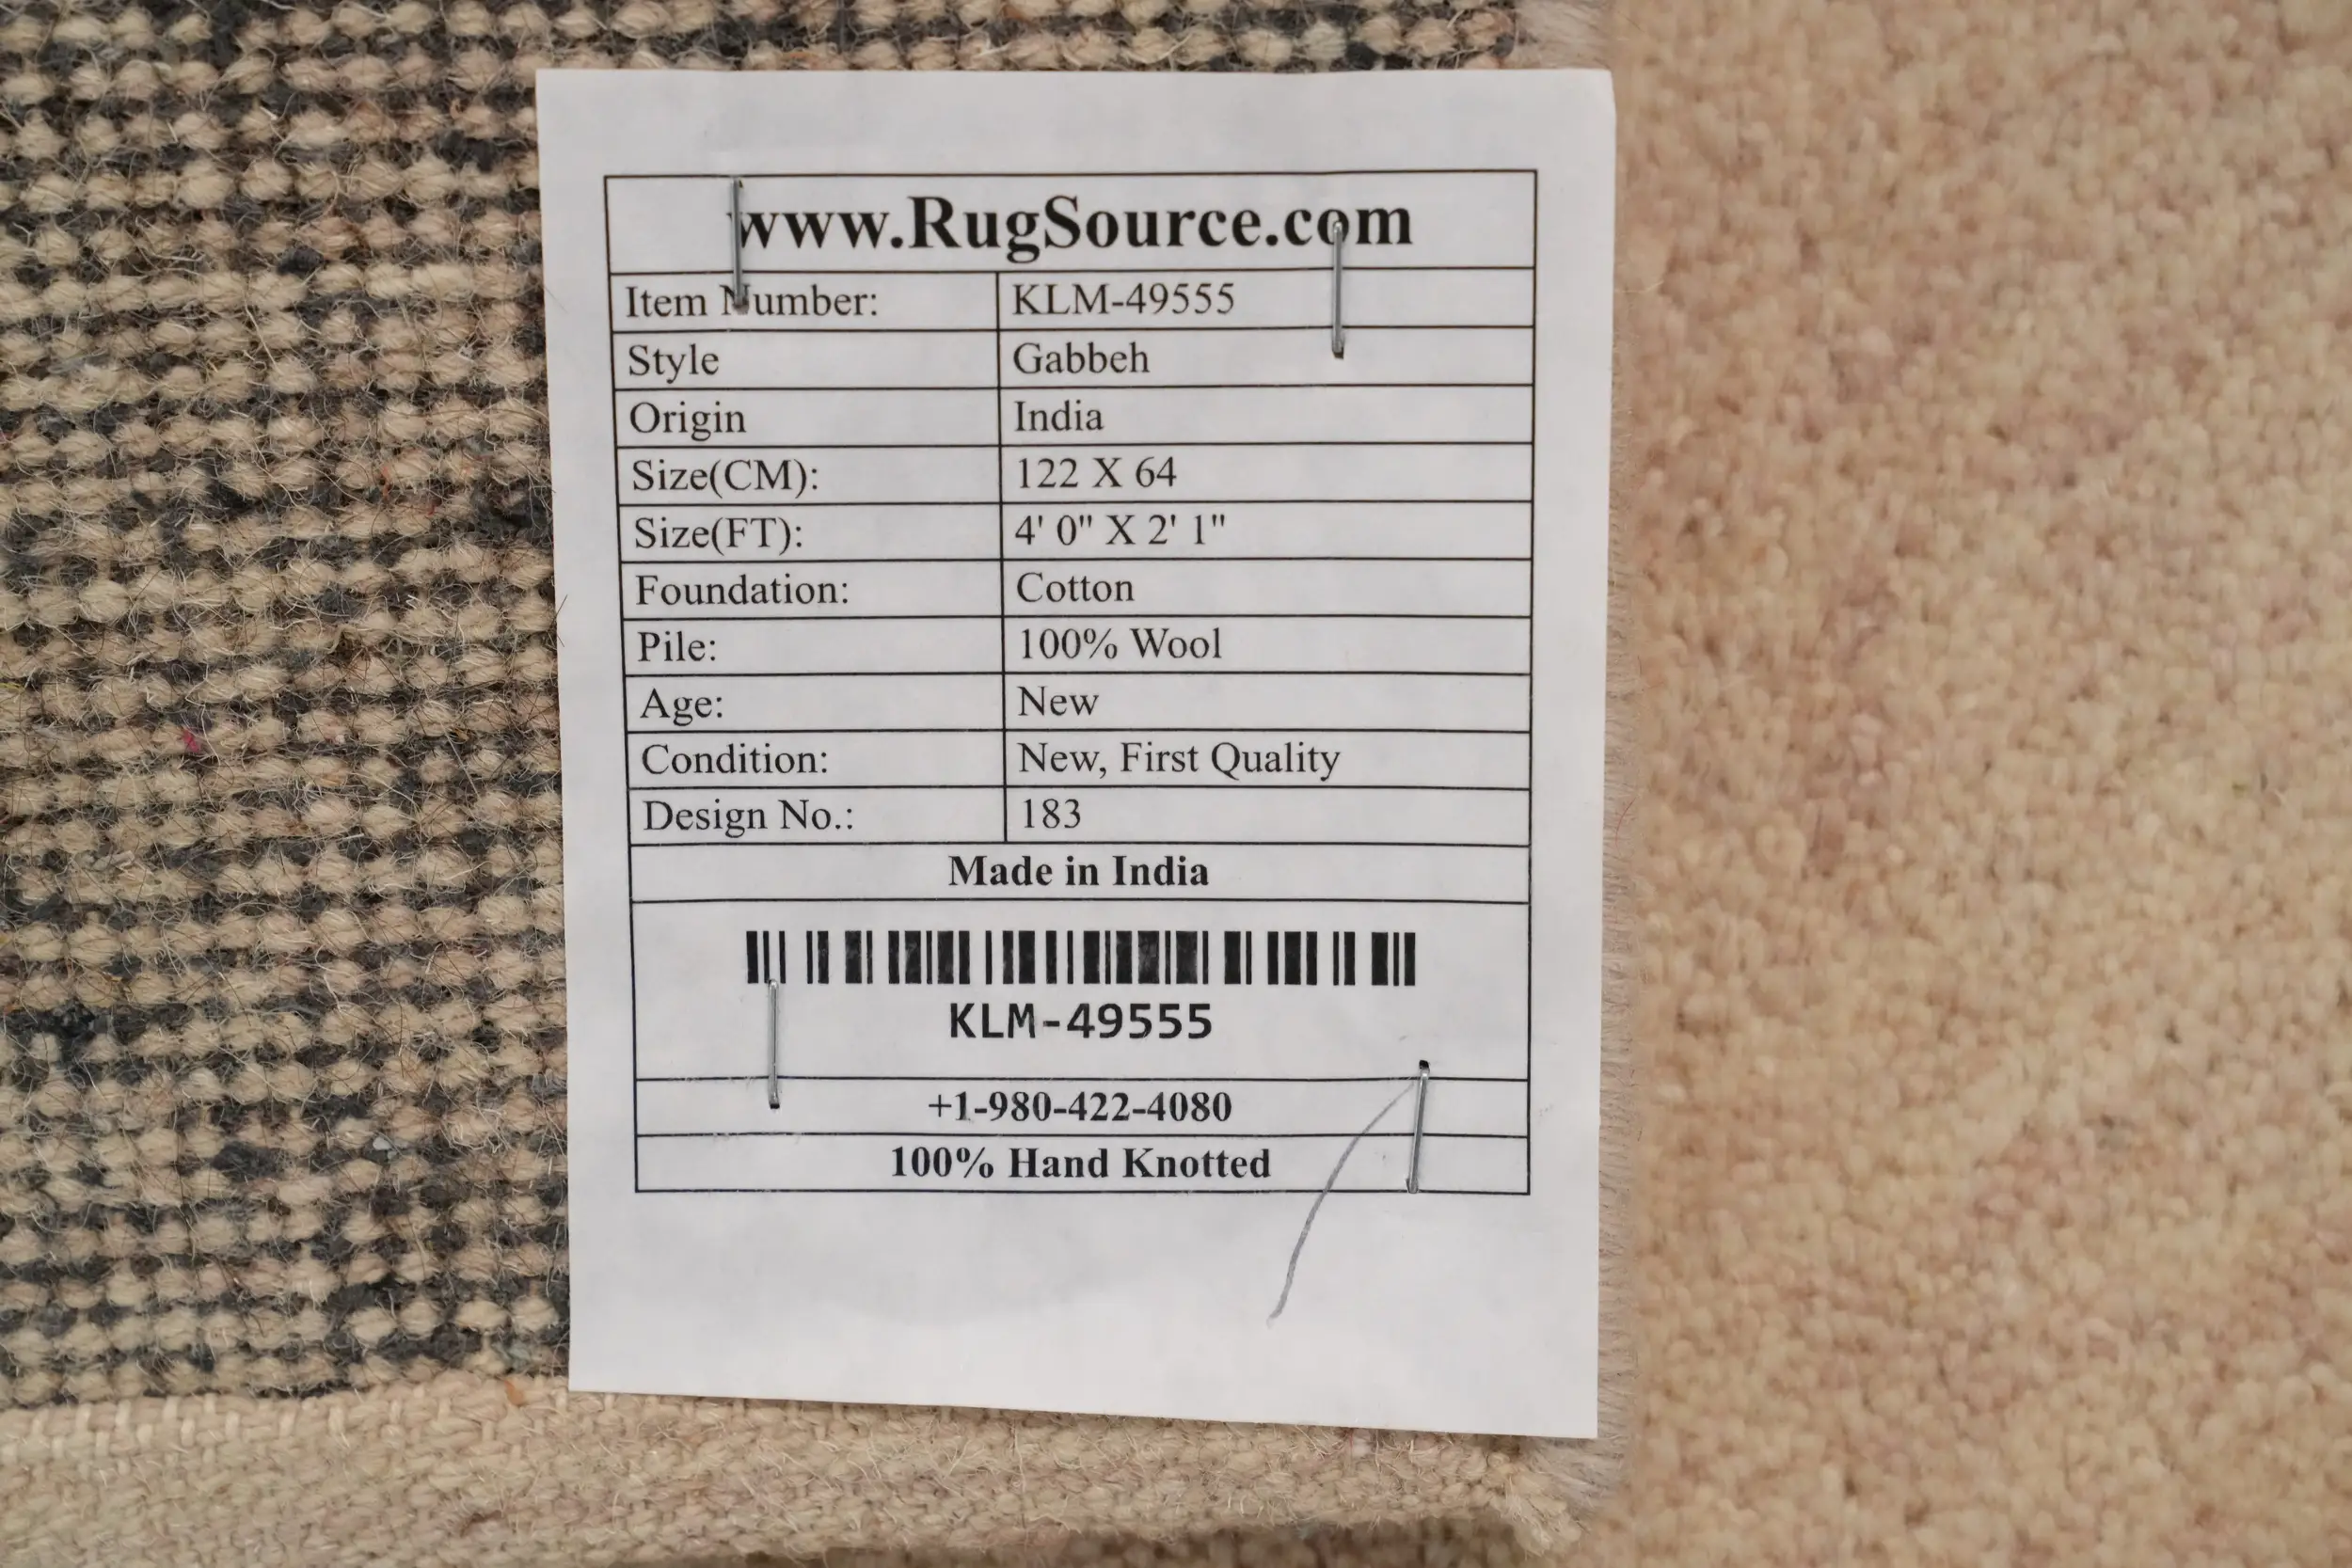 www.RugSource.com
Item Number: KLM-49555
Style Gabbeh
Origin India
Size(CM): 122 X 64
Size(FT): 4' 0" X 2' 1"
Foundation: Cotton
Pile: 100% Wool
Age: New
Condition: New, First Quality
Design No.: 183
Made in India
KLM-49555
+1-980-422-4080
100% Hand Knotted